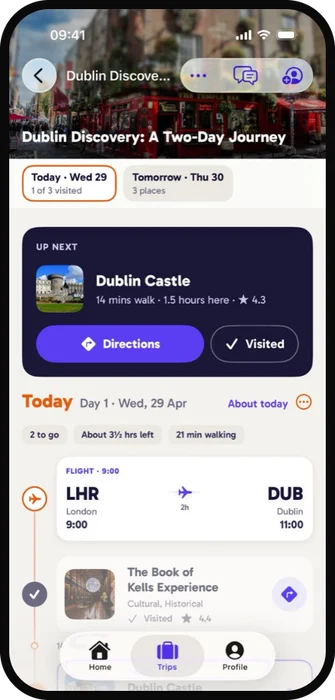 09:41
Dublin Discove...
Dublin Discovery: A Two-Day Journey
Today · Wed 29
1 of 3 visited
Tomorrow · Thu 30
3 places
UP NEXT
Dublin Castle
14 mins walk · 1.5 hours here · ★ 4.3
Directions
Visited
Today Day 1 · Wed, 29 Apr
About today
2 to go
About 3½ hrs left
21 min walking
FLIGHT · 9:00
LHR
DUB
London
2h
Dublin
9:00
11:00
The Book of
Kells Experience
Cultural, Historical
✓ Visited ★ 4.4
Home
Trips
Profile
Dublin Castle